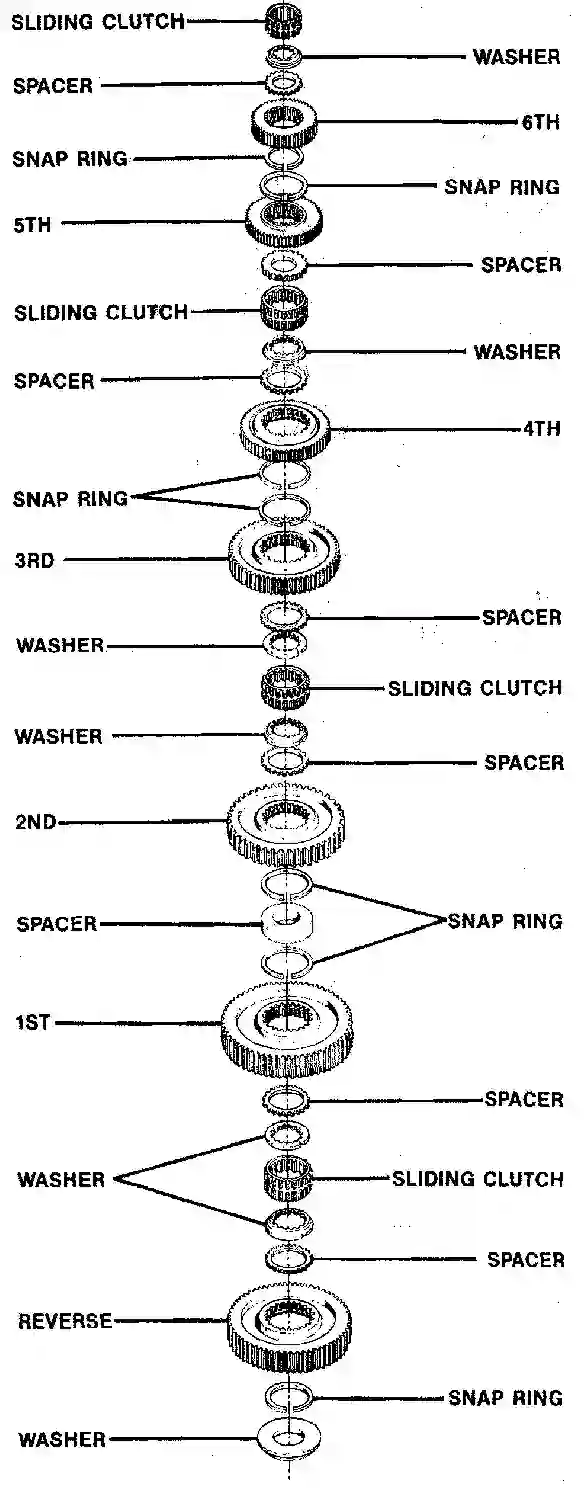 SLIDING CLUTCH
WASHER
SPACER
6TH
SNAP RING
SNAP RING
5TH
SPACER
SLIDING CLUTCH
WASHER
SPACER
4TH
SNAP RING
3RD
SPACER
WASHER
SLIDING CLUTCH
WASHER
SPACER
2ND
SNAP RING
SPACER
1ST
SPACER
WASHER
SLIDING CLUTCH
SPACER
REVERSE
SNAP RING
WASHER